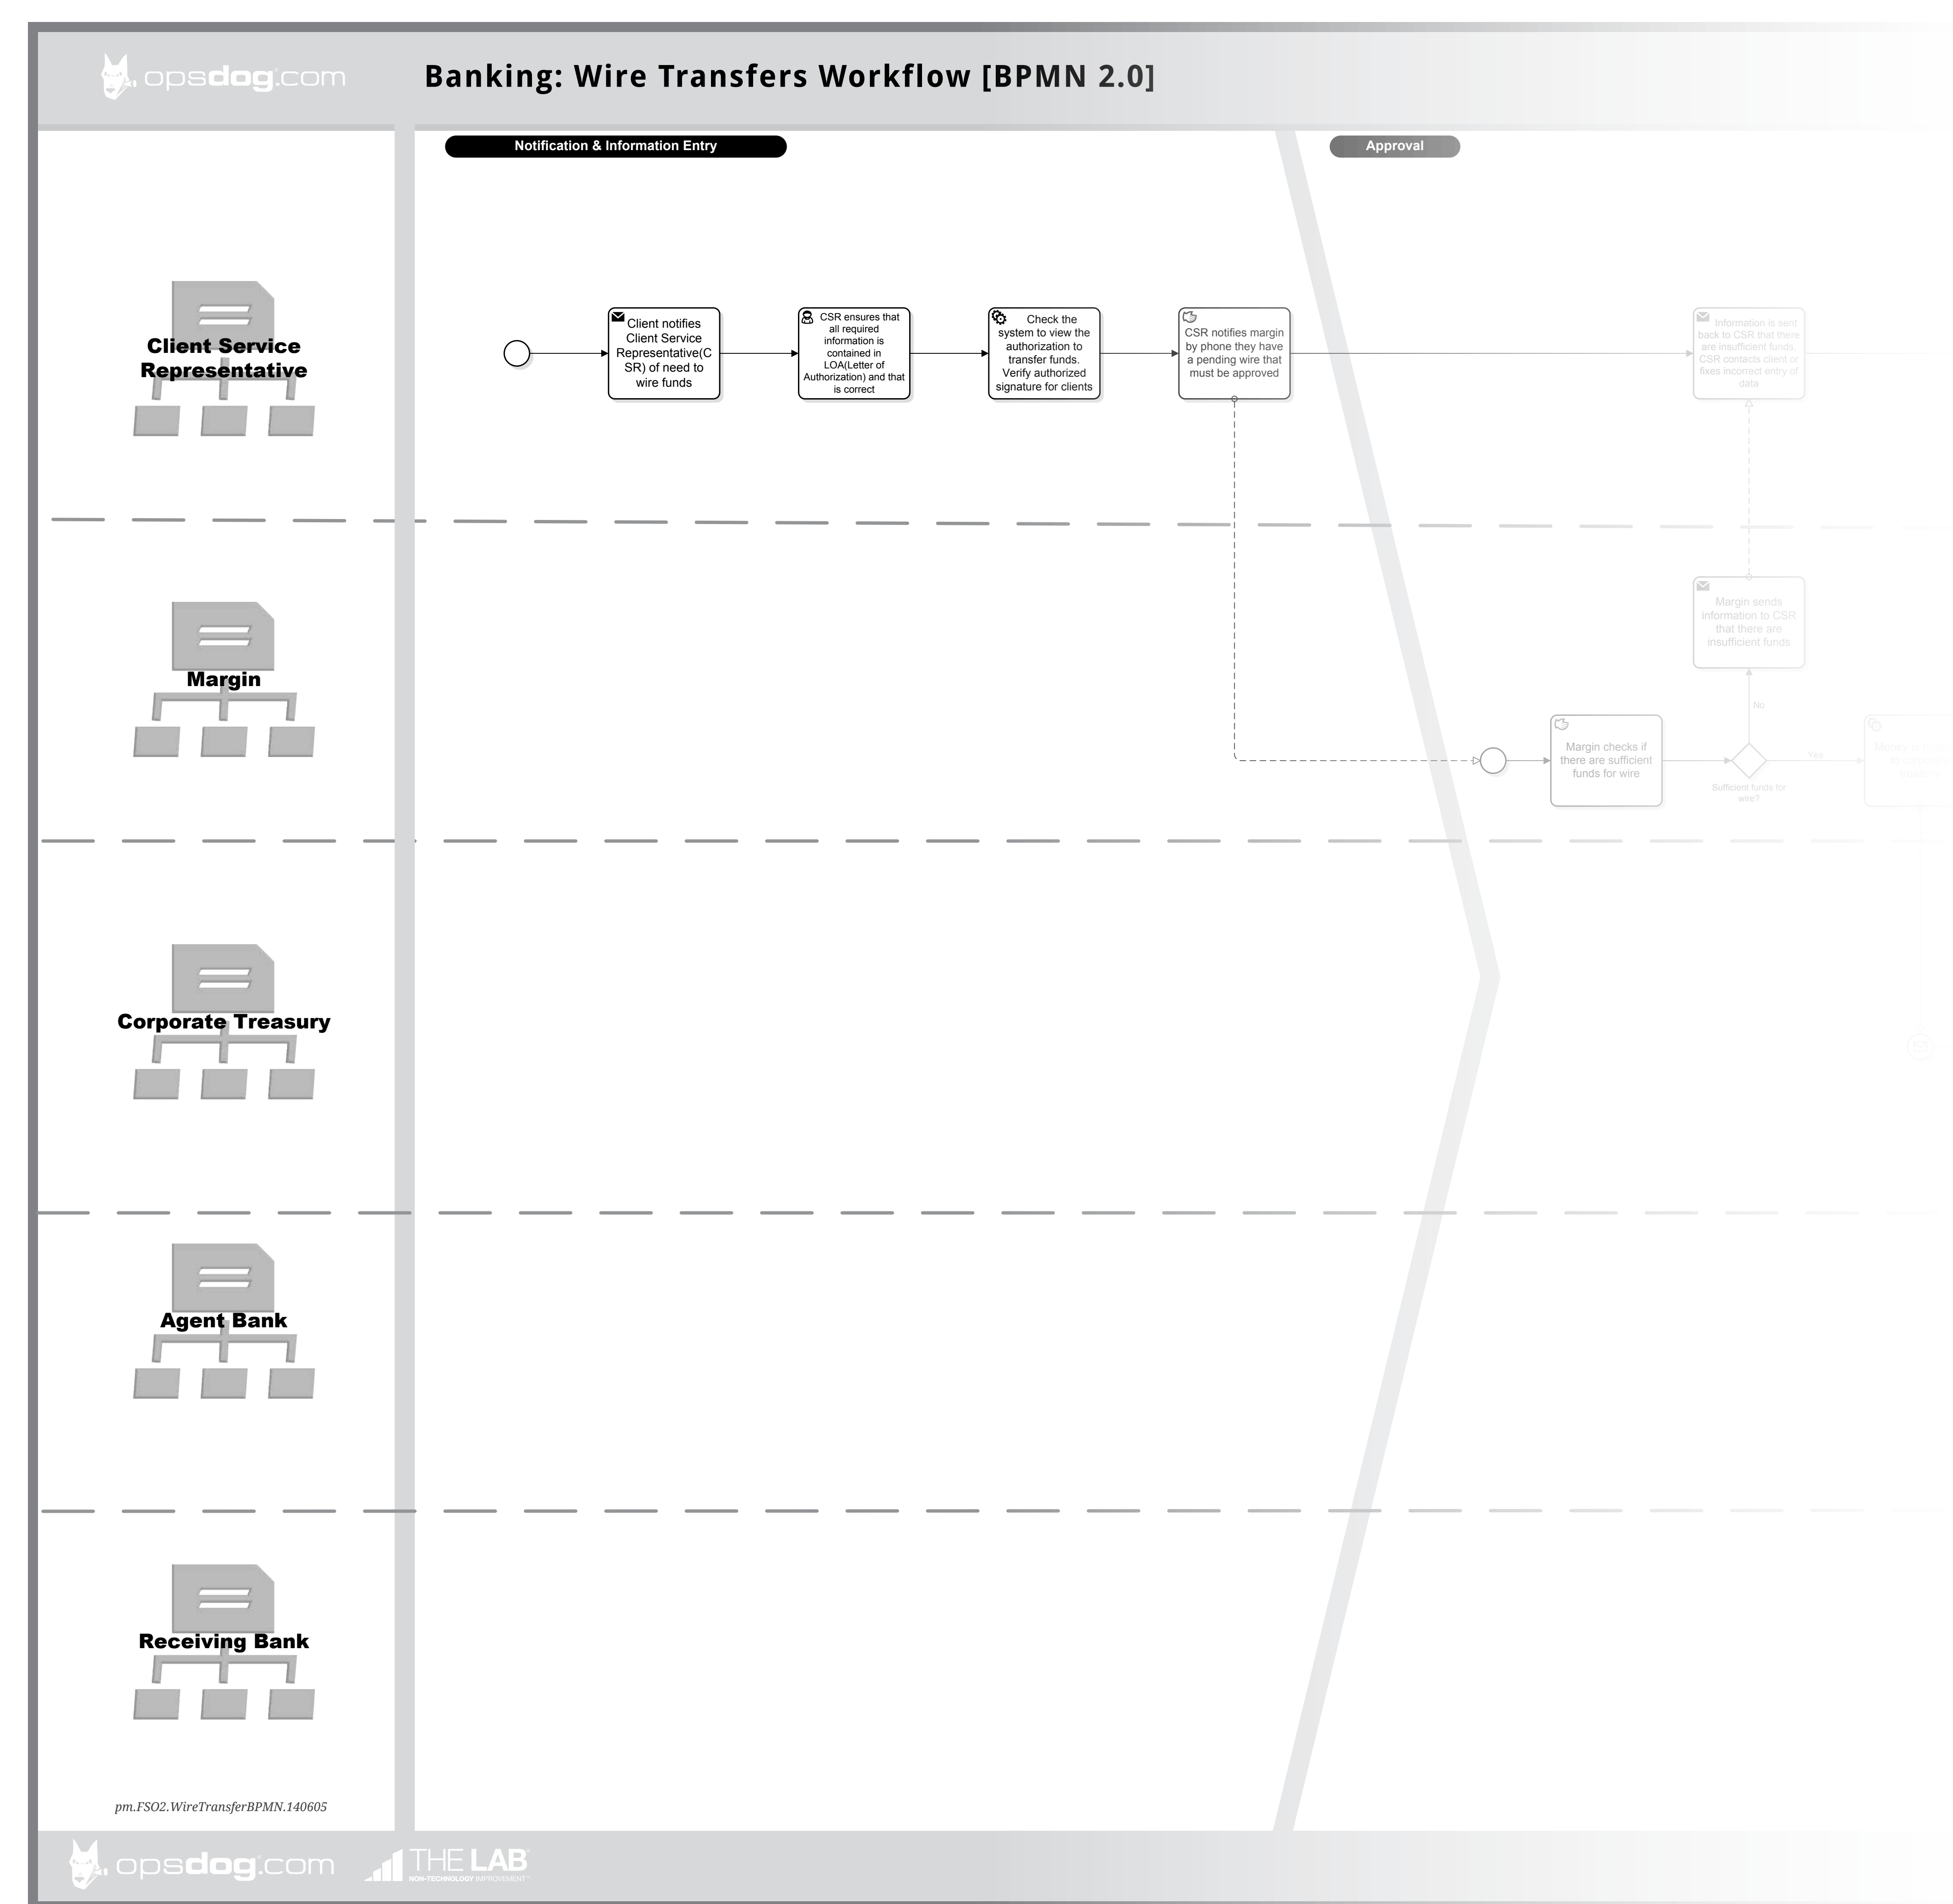 opsdog.com
Banking: Wire Transfers Workflow [BPMN 2.0]
Notification & Information Entry
Approval
Client Service
Representative
Client notifies
Client Service
Representative(C
SR) of need to
wire funds
CSR ensures that
all required
information is
contained in
LOA(Letter of
Authorization) and that
is correct
Check the
system to view the
authorization to
transfer funds.
Verify authorized
signature for clients
CSR notifies margin
by phone they have
a pending wire that
must be approved
Information is sent
back to CSR that there
are insufficient funds.
CSR contacts client or
fixes incorrect entry of
data
Margin
Margin sends
information to CSR
that there are
insufficient funds
No
Margin checks if
there are sufficient
funds for wire
Yes
Sufficient funds for
wire?
Money is
Corporate Treasury
Agent Bank
Receiving Bank
pm.FSO2.WireTransferBPMN.140605
opsdog.com
THE LAB
NON-TECHNOLOGY IMPROVEMENT